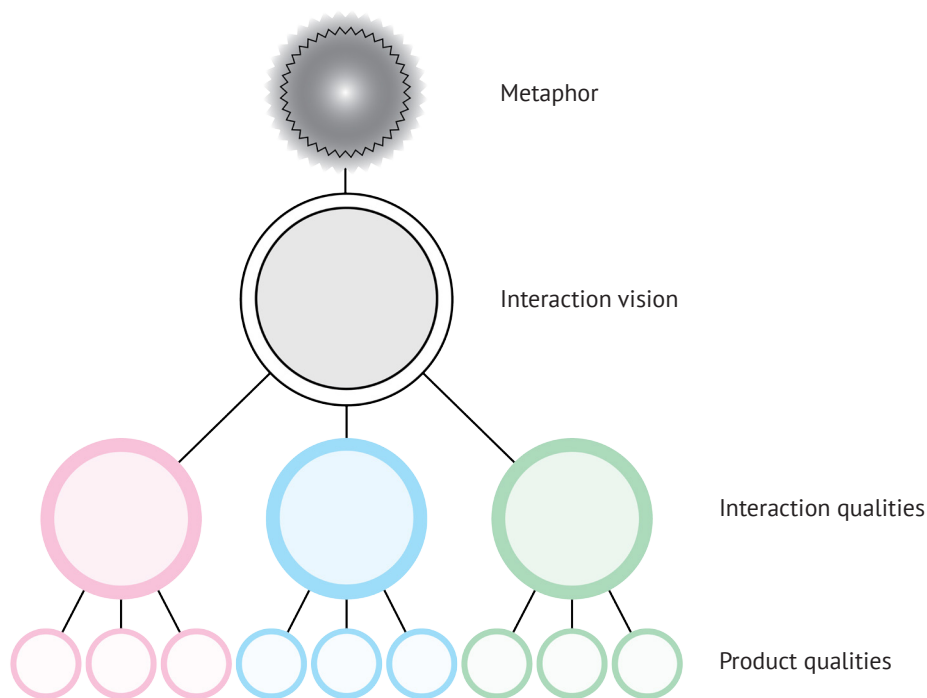 Metaphor
Interaction vision
Interaction qualities
Product qualities